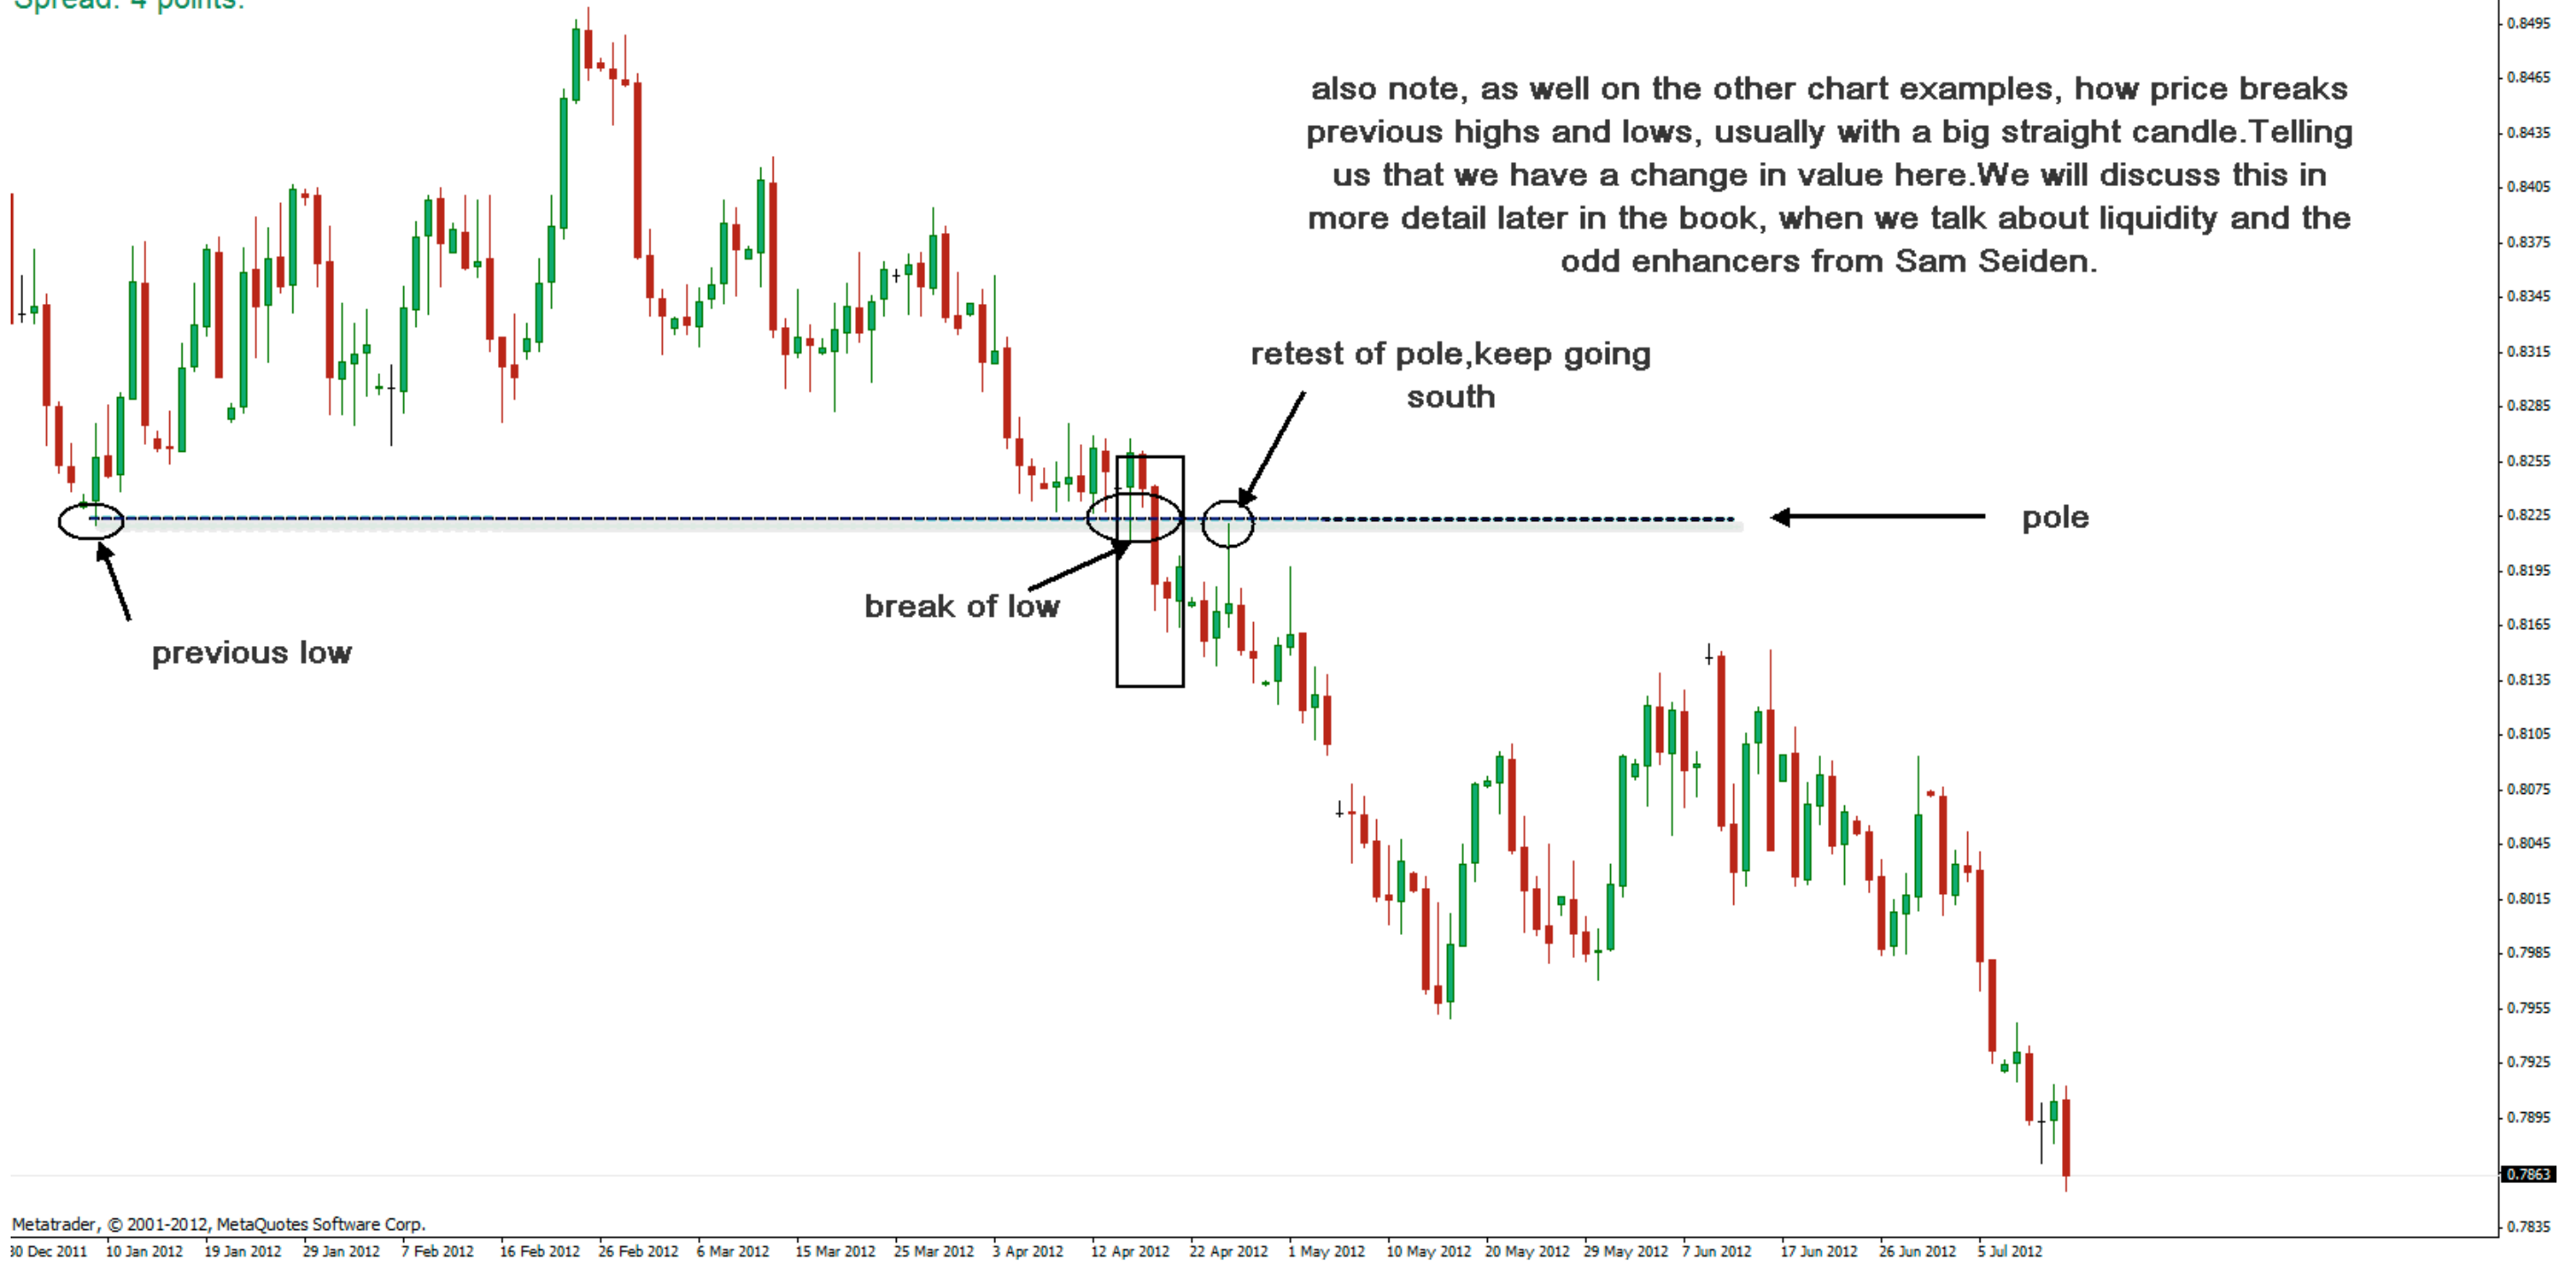 Spread: 4 points.
also note, as well on the other chart examples, how price breaks
previous highs and lows, usually with a big straight candle.Telling
us that we have a change in value here.We will discuss this in
more detail later in the book, when we talk about liquidity and the
odd enhancers from Sam Seiden.
retest of pole,keep going
south
pole
break of low
previous low
0.8495
0.8465
0.8435
0.8405
0.8375
0.8345
0.8315
0.8285
0.8255
0.8225
0.8195
0.8165
0.8135
0.8105
0.8075
0.8045
0.8015
0.7985
0.7955
0.7925
0.7895
0.7863
0.7835
Metatrader, © 2001-2012, MetaQuotes Software Corp.
30 Dec 2011 10 Jan 2012 19 Jan 2012 29 Jan 2012 7 Feb 2012 16 Feb 2012 26 Feb 2012 6 Mar 2012 15 Mar 2012 25 Mar 2012 3 Apr 2012 12 Apr 2012 22 Apr 2012 1 May 2012 10 May 2012 20 May 2012 29 May 2012 7 Jun 2012 17 Jun 2012 26 Jun 2012 5 Jul 2012